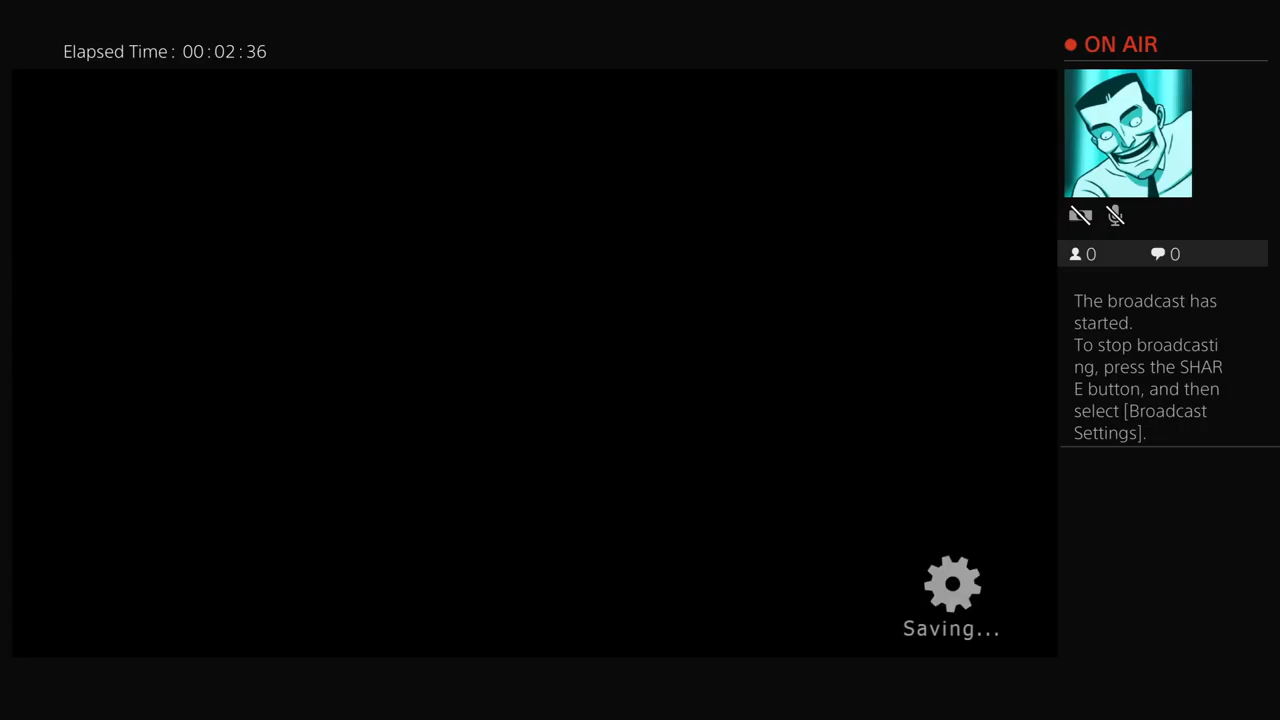 Elapsed Time : 00:02:36
ON AIR
0 0
The broadcast has
started.
To stop broadcasti
ng, press the SHAR
E button, and then
select [Broadcast
Settings].
Saving...